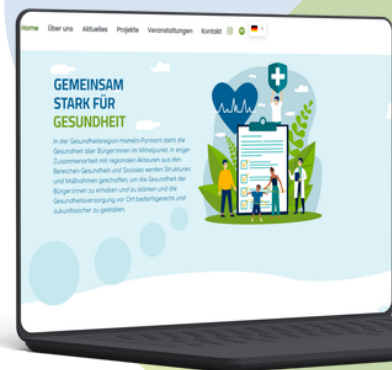 Home Über uns Aktuelles Projekte Veranstaltungen Kontakt
GEMEINSAM
STARK FÜR
GESUNDHEIT
In der Gesundheitsregion Hameln-Pyrmont steht die
Gesundheit aller Bürger:innen im Mittelpunkt. In enger
Zusammenarbeit mit regionalen Akteuren aus den
Bereichen Gesundheit und Soziales werden Strukturen
und Maßnahmen geschaffen, um die Gesundheit der
Bürger:innen zu erhalten und zu stärken und die
Gesundheitsversorgung vor Ort bedarfsgerecht und
zukunftssicher zu gestalten.